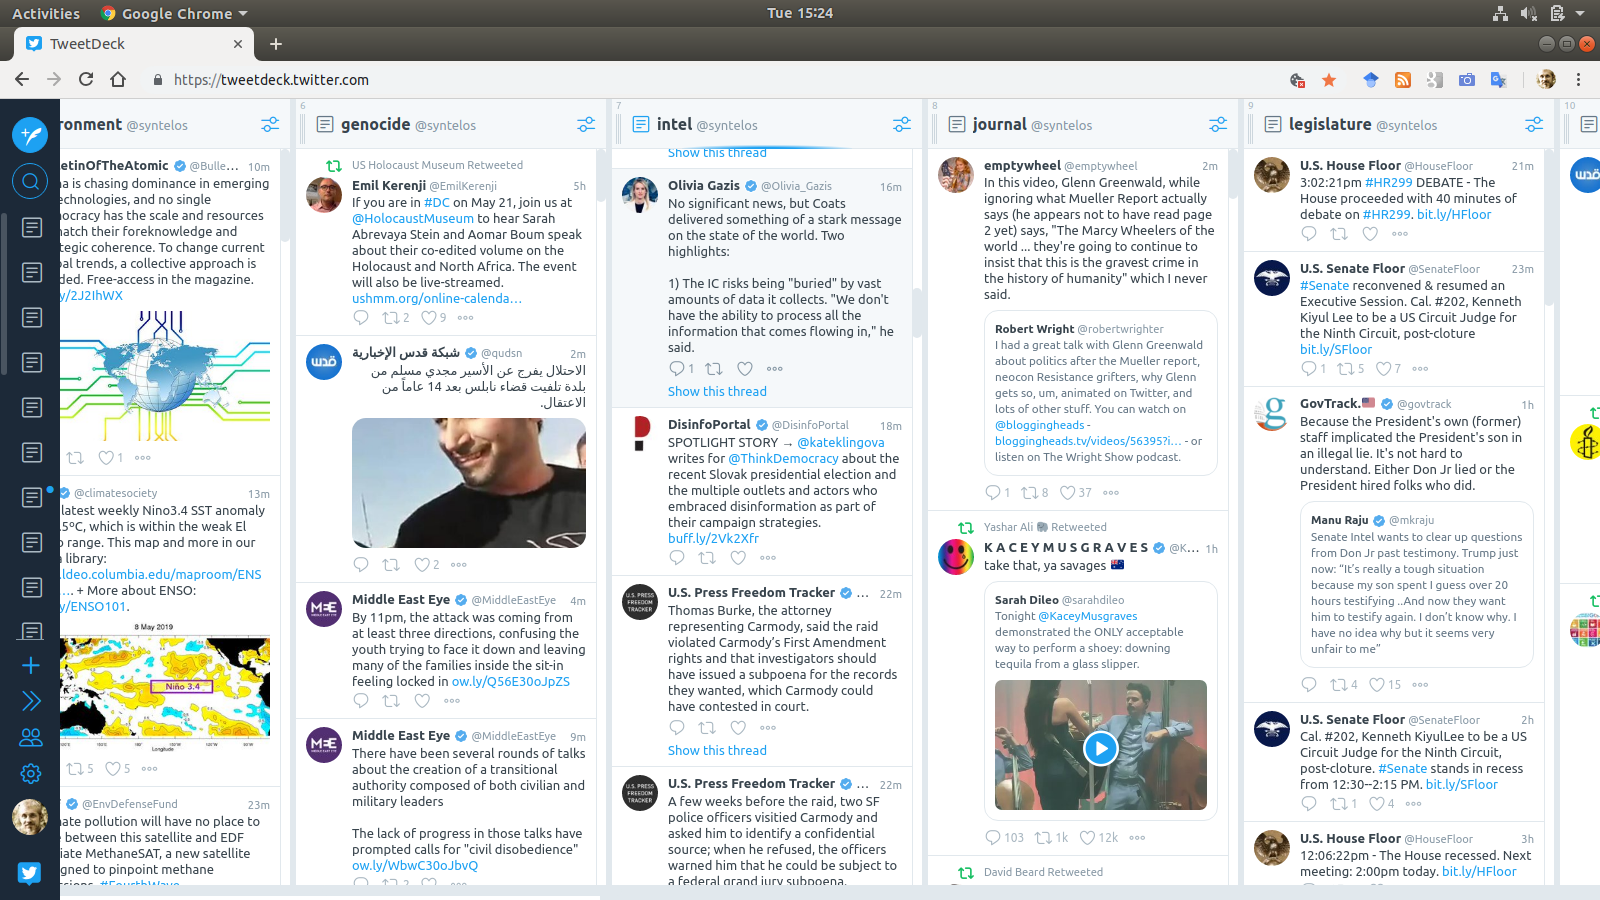 Activities
Google Chrome
Tue 15:24
TweetDeck
https://tweetdeck.twitter.com
ronment @syntelos
etinOfTheAtomic @Bulle... 10m
na is chasing dominance in emerging
echnologies, and no single
nocracy has the scale and resources
natch their foreknowledge and
tegic coherence. To change current
bal trends, a collective approach is
ded. Free-access in the magazine.
y/2J2IhWX
1
@climatesociety 13m
latest weekly Nino3.4 SST anomaly
.5ºC, which is within the weak El
o range. This map and more in our
library:
.ldeo.columbia.edu/maproom/ENS
... + More about ENSO:
y/ENSO101.
8 May 2019
Niño 3.4
Longitude
5 5
@EnvDefenseFund 23m
nate pollution will have no place to
between this satellite and EDF
iate MethaneSAT, a new satellite
igned to pinpoint methane
#FourthWave
6
genocide @syntelos
US Holocaust Museum Retweeted
Emil Kerenji @EmilKerenji 5h
If you are in #DC on May 21, join us at
@HolocaustMuseum to hear Sarah
Abrevaya Stein and Aomar Boum speak
about their co-edited volume on the
Holocaust and North Africa. The event
will also be live-streamed.
ushmm.org/online-calenda…
2 9
شبكة قدس الإخبارية @qudsn 2m
الاحتلال يفرج عن الأسير مجدي مسلم من
بلدة تلفيت قضاء نابلس بعد 14 عاماً من
الاعتقال.
2
Middle East Eye @MiddleEastEye 4m
By 11pm, the attack was coming from
at least three directions, confusing the
youth trying to face it down and leaving
many of the families inside the sit-in
feeling locked in ow.ly/Q56E30oJpZS
Middle East Eye @MiddleEastEye 9m
There have been several rounds of talks
about the creation of a transitional
authority composed of both civilian and
military leaders
The lack of progress in those talks have
prompted calls for "civil disobedience"
ow.ly/WbwC30oJbvQ
2
7
intel @syntelos
Show this thread
Olivia Gazis @Olivia_Gazis 16m
No significant news, but Coats
delivered something of a stark message
on the state of the world. Two
highlights:
1) The IC risks being "buried" by vast
amounts of data it collects. "We don't
have the ability to process all the
information that comes flowing in," he
said.
1
Show this thread
DisinfoPortal @DisinfoPortal 18m
SPOTLIGHT STORY → @kateklingova
writes for @ThinkDemocracy about the
recent Slovak presidential election and
the multiple outlets and actors who
embraced disinformation as part of
their campaign strategies.
buff.ly/2Vk2Xfr
U.S. PRESS FREEDOM TRACKER
U.S. Press Freedom Tracker ... 22m
Thomas Burke, the attorney
representing Carmody, said the raid
violated Carmody's First Amendment
rights and that investigators should
have issued a subpoena for the records
they wanted, which Carmody could
have contested in court.
Show this thread
U.S. PRESS FREEDOM TRACKER
U.S. Press Freedom Tracker ... 22m
A few weeks before the raid, two SF
police officers visitied Carmody and
asked him to identify a confidential
source; when he refused, the officers
warned him that he could be subject to
a federal grand jury subpoena.
8
journal @syntelos
emptywheel @emptywheel 2m
In this video, Glenn Greenwald, while
ignoring what Mueller Report actually
says (he appears not to have read page
2 yet) says, "The Marcy Wheelers of the
world ... they're going to continue to
insist that this is the gravest crime in
the history of humanity" which I never
said.
Robert Wright @robertwrighter
I had a great talk with Glenn Greenwald
about politics after the Mueller report,
neocon Resistance grifters, why Glenn
gets so, um, animated on Twitter, and
lots of other stuff. You can watch on
@bloggingheads -
bloggingheads.tv/videos/56395?i… - or
listen on The Wright Show podcast.
1 8 37
Yashar Ali Retweeted
K A C E Y M U S G R A V E S @K... 1h
take that, ya savages
Sarah Dileo @sarahdileo
Tonight @KaceyMusgraves
demonstrated the ONLY acceptable
way to perform a shoey: downing
tequila from a glass slipper.
103 1k 12k
David Beard Retweeted
9
legislature @syntelos
U.S. House Floor @HouseFloor 21m
3:02:21pm #HR299 DEBATE - The
House proceeded with 40 minutes of
debate on #HR299. bit.ly/HFloor
U.S. Senate Floor @SenateFloor 23m
#Senate reconvened & resumed an
Executive Session. Cal. #202, Kenneth
Kiyul Lee to be a US Circuit Judge for
the Ninth Circuit, post-cloture
bit.ly/SFloor
1 5 7
GovTrack. @govtrack 1h
Because the President's own (former)
staff implicated the President's son in
an illegal lie. It's not hard to
understand. Either Don Jr lied or the
President hired folks who did.
Manu Raju @mkraju
Senate Intel wants to clear up questions
from Don Jr past testimony. Trump just
now: “It's really a tough situation
because my son spent I guess over 20
hours testifying ..And now they want
him to testify again. I don't know why. I
have no idea why but it seems very
unfair to me”
4 15
U.S. Senate Floor @SenateFloor 2h
Cal. #202, Kenneth KiyulLee to be a US
Circuit Judge for the Ninth Circuit,
post-cloture. #Senate stands in recess
from 12:30--2:15 PM. bit.ly/SFloor
1 4
U.S. House Floor @HouseFloor 3h
12:06:22pm - The House recessed. Next
meeting: 2:00pm today. bit.ly/HFloor
10